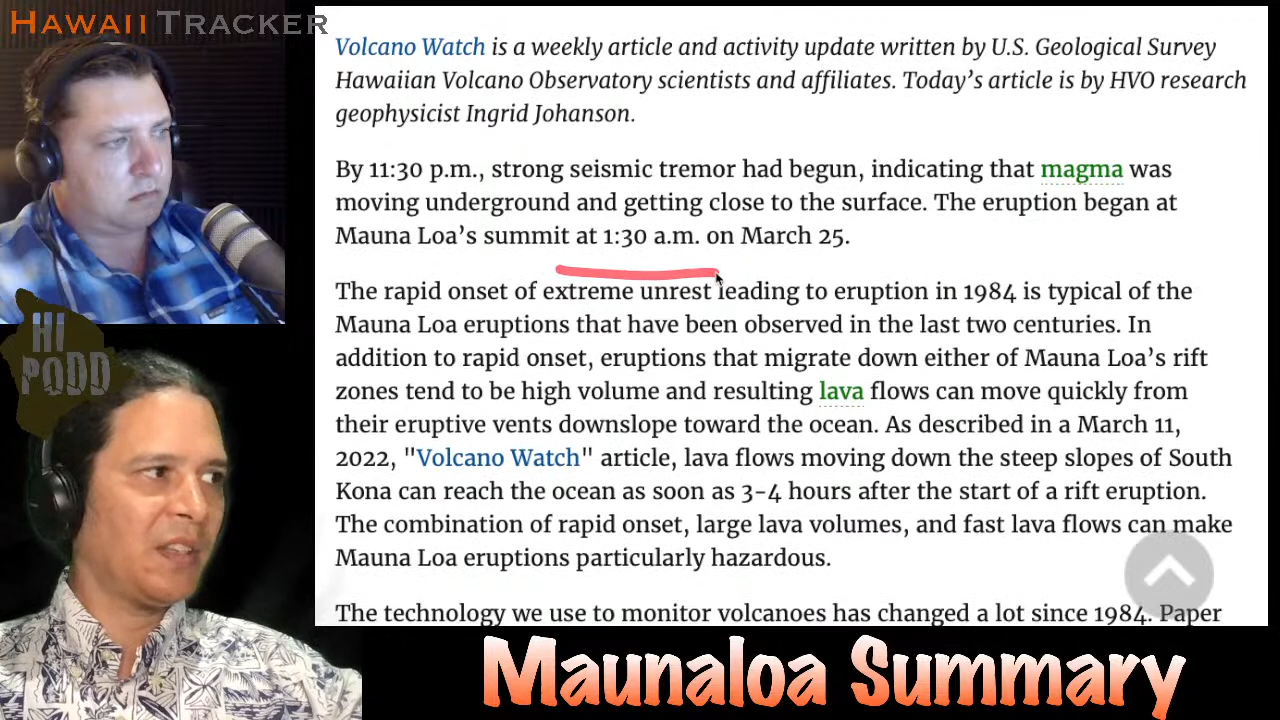 HAWAII TRACKER
Volcano Watch is a weekly article and activity update written by U.S. Geological Survey
Hawaiian Volcano Observatory scientists and affiliates. Today’s article is by HVO research
geophysicist Ingrid Johanson.
By 11:30 p.m., strong seismic tremor had begun, indicating that magma was
moving underground and getting close to the surface. The eruption began at
Mauna Loa’s summit at 1:30 a.m. on March 25.
The rapid onset of extreme unrest leading to eruption in 1984 is typical of the
Mauna Loa eruptions that have been observed in the last two centuries. In
addition to rapid onset, eruptions that migrate down either of Mauna Loa’s rift
zones tend to be high volume and resulting lava flows can move quickly from
their eruptive vents downslope toward the ocean. As described in a March 11,
2022, "Volcano Watch" article, lava flows moving down the steep slopes of South
Kona can reach the ocean as soon as 3-4 hours after the start of a rift eruption.
The combination of rapid onset, large lava volumes, and fast lava flows can make
Mauna Loa eruptions particularly hazardous.
The technology we use to monitor volcanoes has changed a lot since 1984. Paper
HI
PODD
Maunaloa Summary